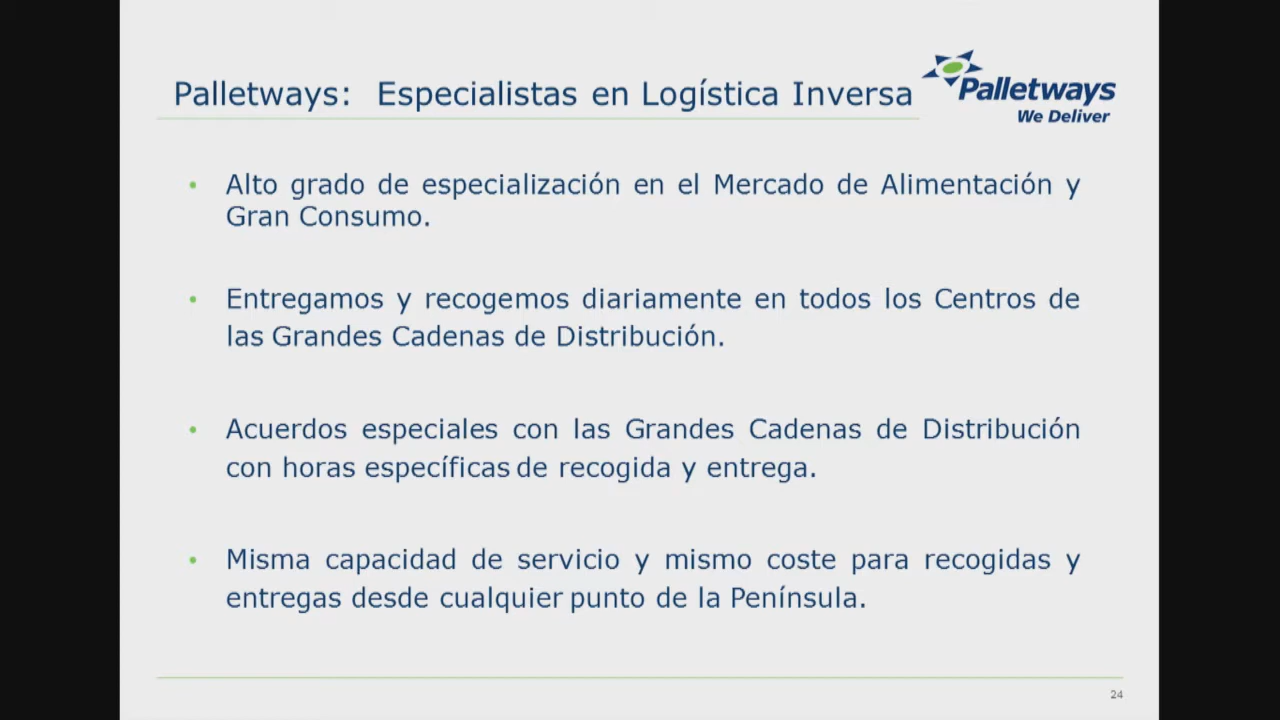 Palletways: Especialistas en Logística Inversa
Palletways
We Deliver
• Alto grado de especialización en el Mercado de Alimentación y
Gran Consumo.
• Entregamos y recogemos diariamente en todos los Centros de
las Grandes Cadenas de Distribución.
• Acuerdos especiales con las Grandes Cadenas de Distribución
con horas específicas de recogida y entrega.
• Misma capacidad de servicio y mismo coste para recogidas y
entregas desde cualquier punto de la Península.
24